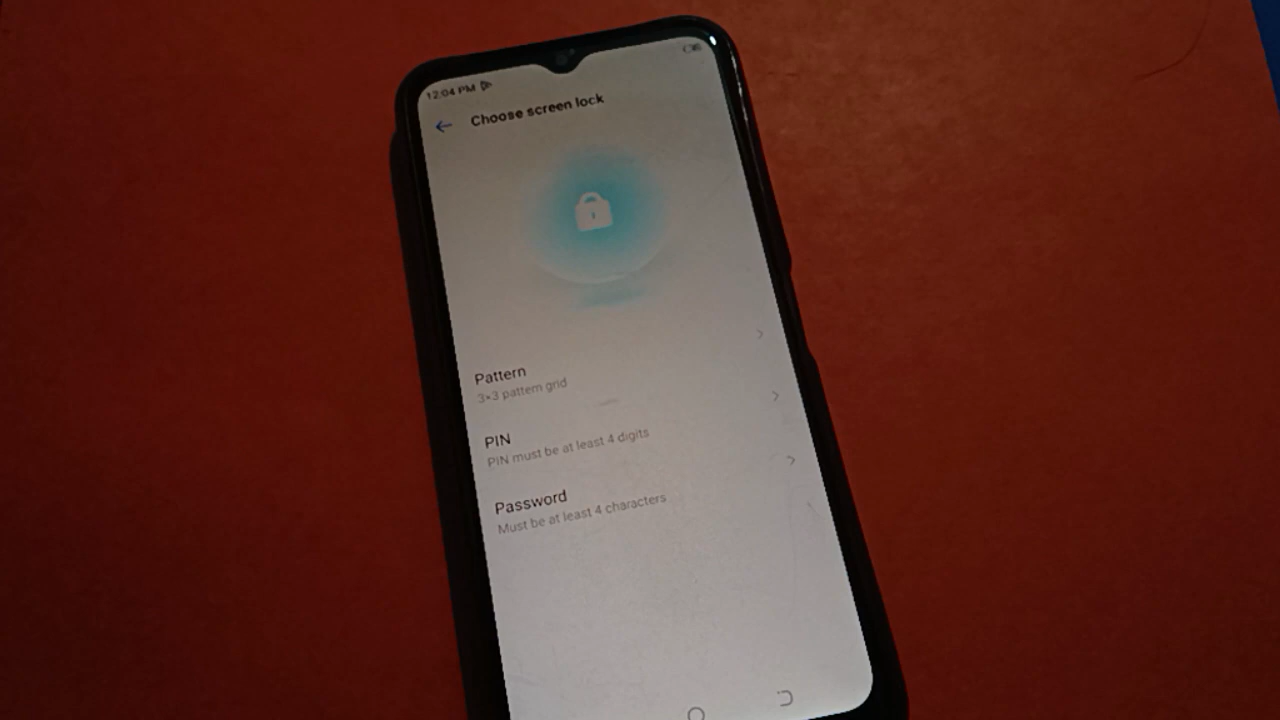 12:04 PM
Choose screen lock
Pattern
3×3 pattern grid
PIN
PIN must be at least 4 digits
Password
Must be at least 4 characters